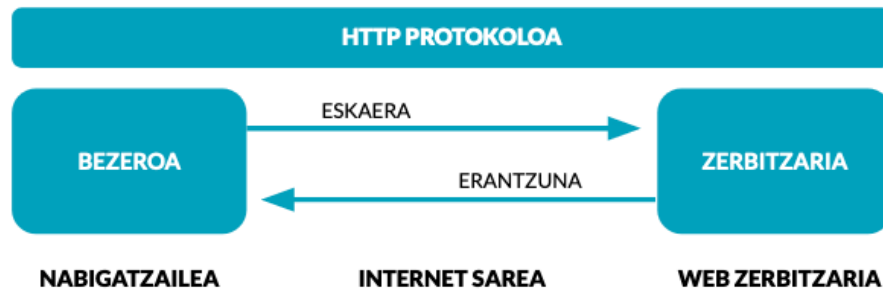 HTTP PROTOKOLOA
ESKAERA
BEZEROA
ZERBITZARIA
ERANTZUNA
NABIGATZAILEA
INTERNET SAREA
WEB ZERBITZARIA